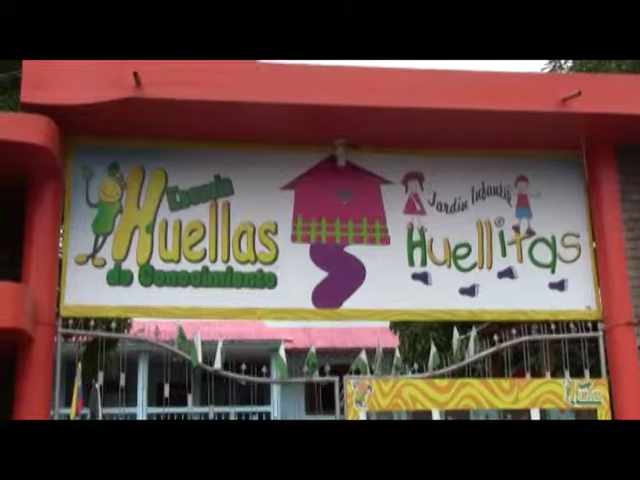 Escuela
Huellas
de Conocimiento
Jardín Infantil
Huellitas